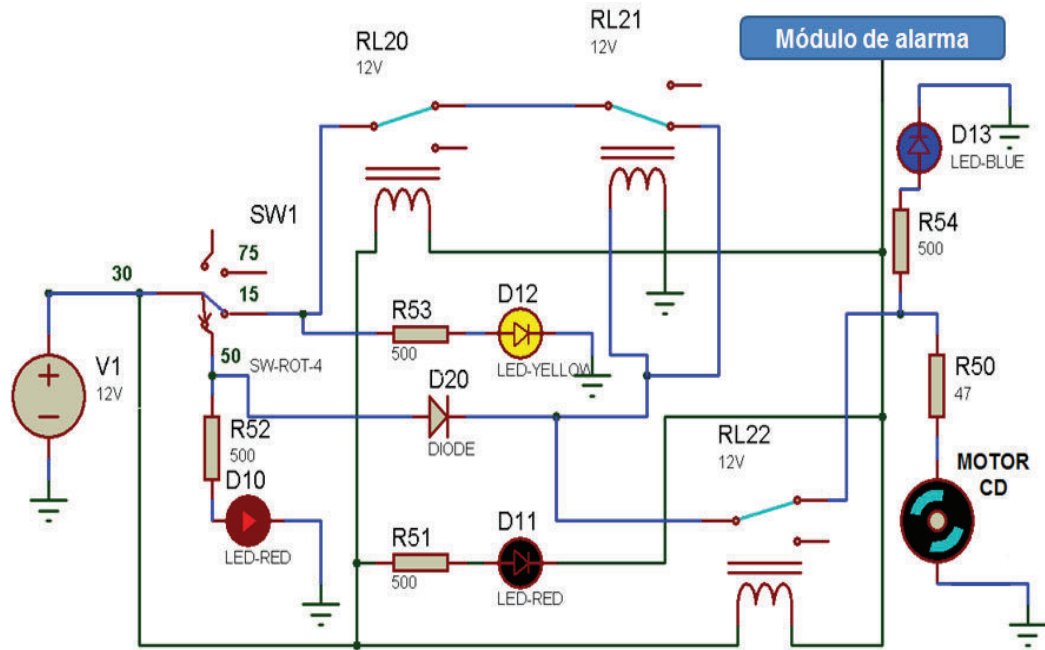 RL20
12V
RL21
12V
Módulo de alarma
D13
LED-BLUE
R54
500
SW1
30
75
15
50
SW-ROT-4
V1
12V
R53
500
D12
LED-YELLOW
D20
DIODE
R52
500
D10
LED-RED
R51
500
D11
LED-RED
RL22
12V
R50
47
MOTOR
CD